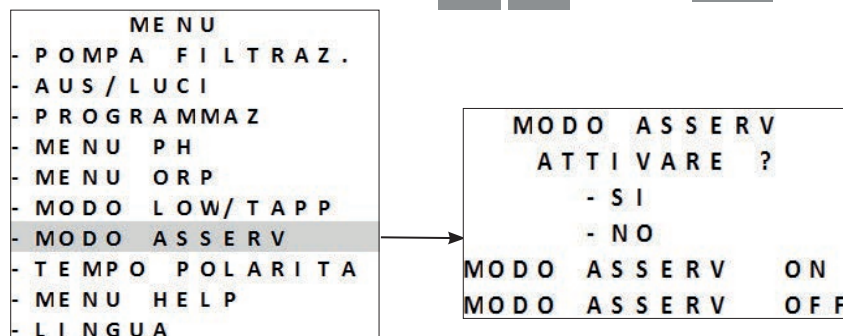 MENU
- POMPA FILTRAZ.
- AUS/LUCI
- PROGRAMMAZ
- MENU PH
- MENU ORP
- MODO LOW/TAPP
- MODO ASSERV
- TEMPO POLARITA
- MENU HELP
- LINGUA
MODO ASSERV
ATTIVARE ?
- SI
- NO
MODO ASSERV ON
MODO ASSERV OFF